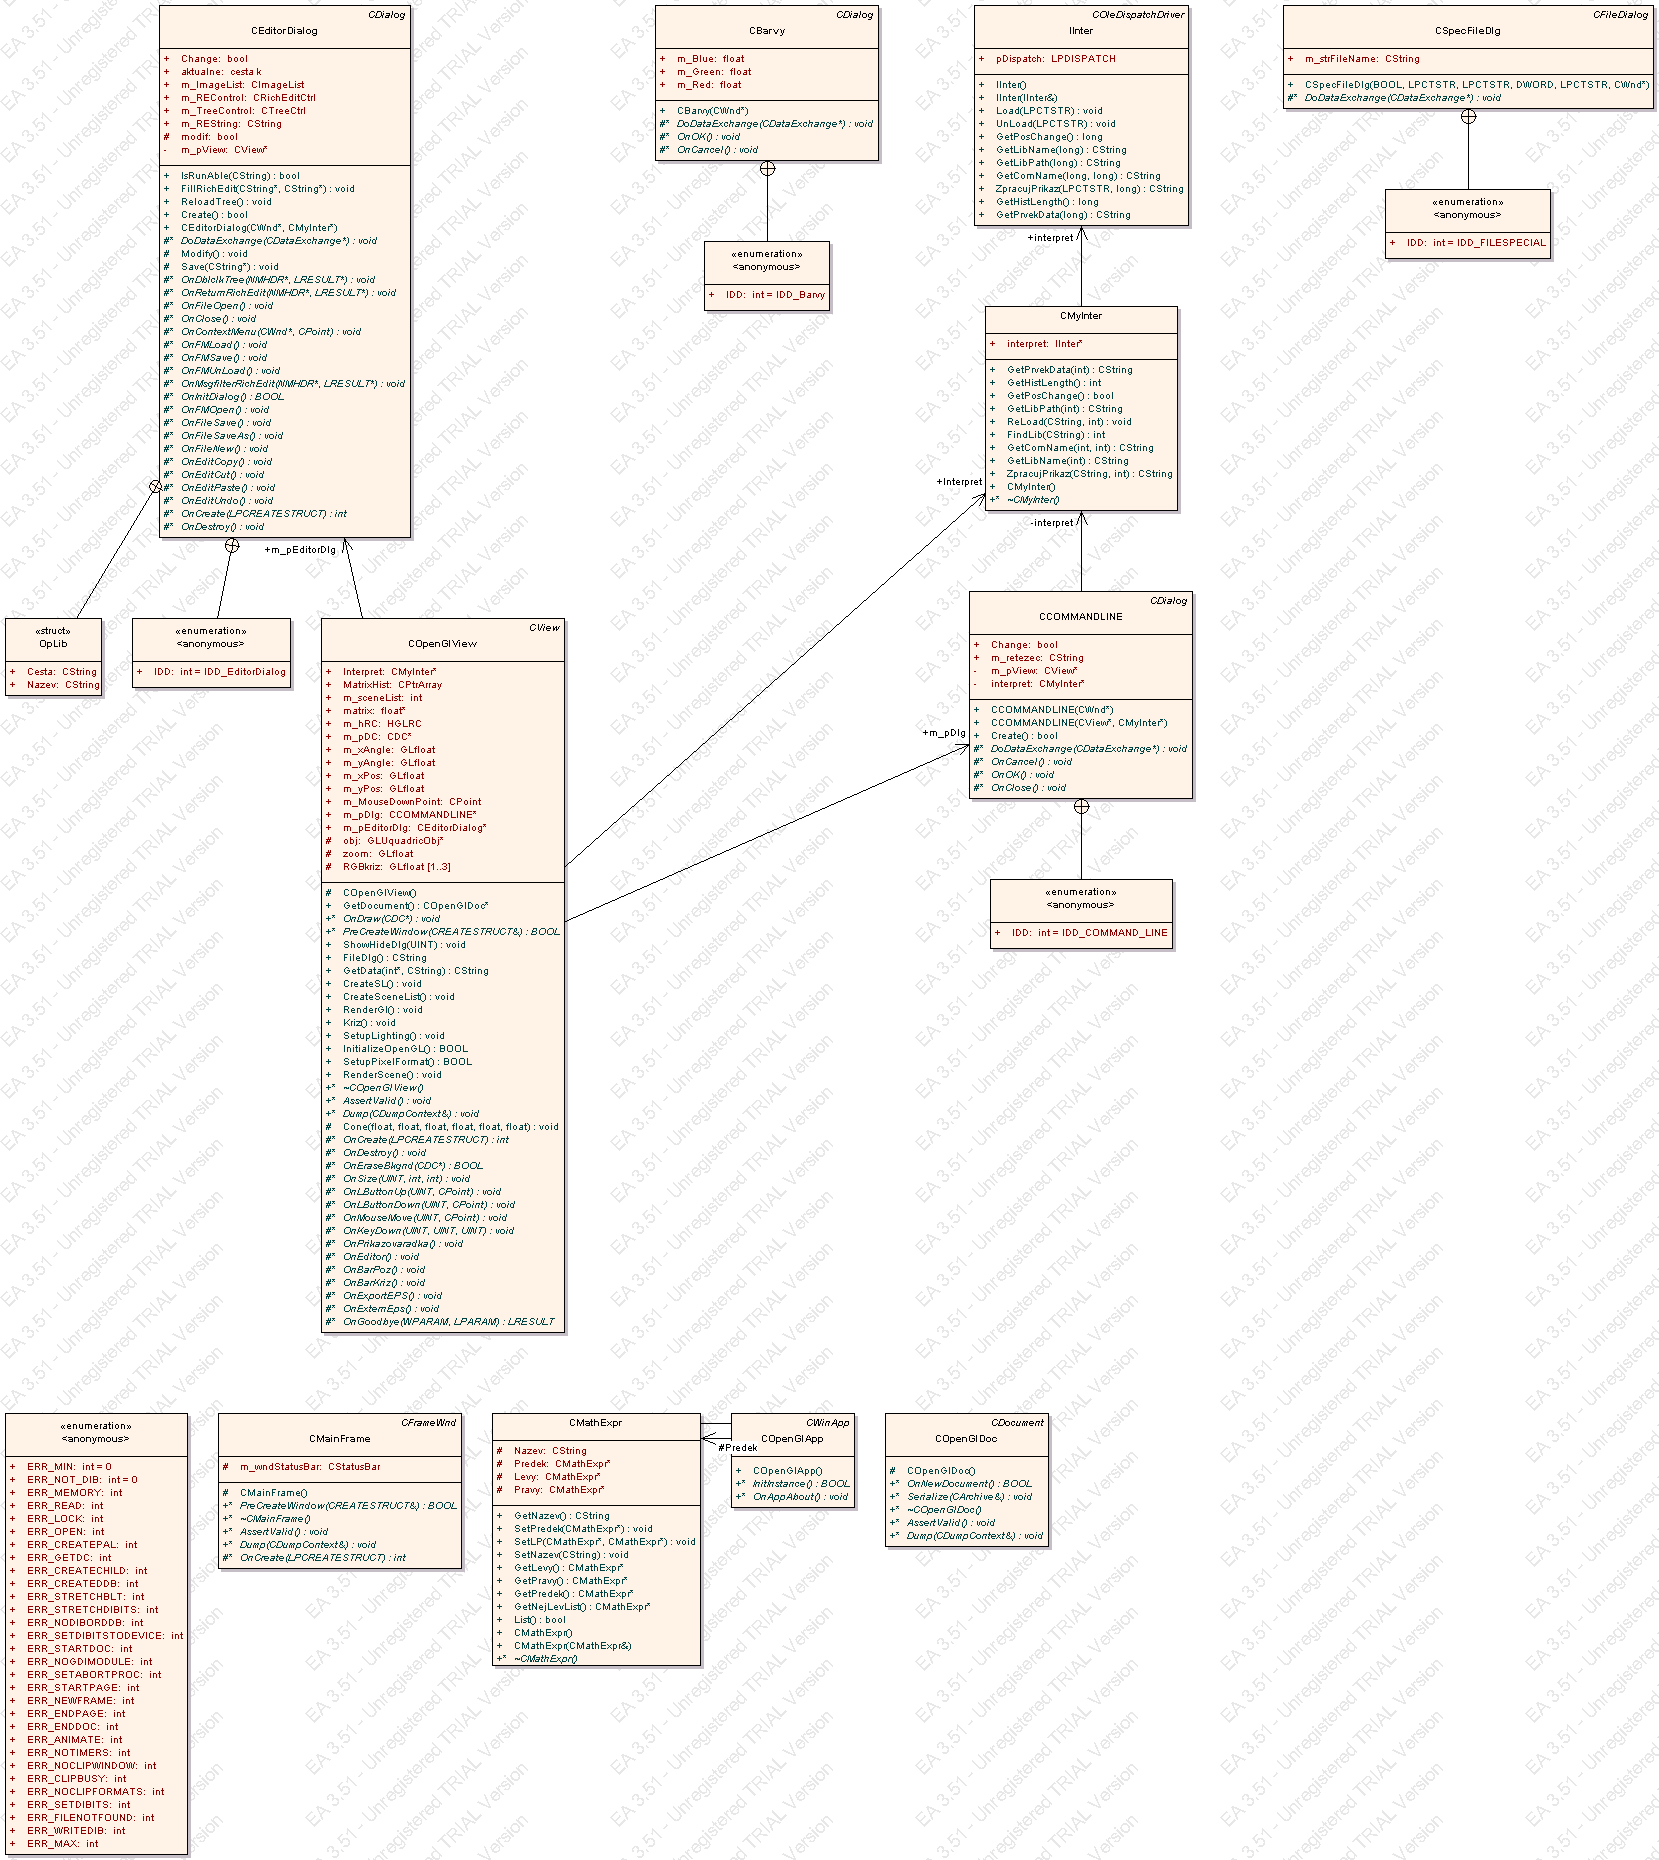 CDialog
CEditorDialog
+ Change: bool
+ aktualne: cesta k
+ m_ImageList: CImageList
+ m_REControl: CRichEditCtrl
+ m_TreeControl: CTreeCtrl
+ m_REString: CString
# modif: bool
- m_pView: CView*
+ IsRunAble(CString) : bool
+ FillRichEdit(CString*, CString*) : void
+ ReloadTree() : void
+ Create() : bool
+ CEditorDialog(CWnd*, CMyInter*)
#* DoDataExchange(CDataExchange*) : void
# Modify() : void
# Save(CString*) : void
#* OnDblclkTree(NMHDR*, LRESULT*) : void
#* OnReturnRichEdit(NMHDR*, LRESULT*) : void
#* OnFileOpen() : void
#* OnClose() : void
#* OnContextMenu(CWnd*, CPoint) : void
#* OnFMLoad() : void
#* OnFMSave() : void
#* OnFMUnLoad() : void
#* OnMsgfilterRichEdit(NMHDR*, LRESULT*) : void
#* OnInitDialog() : BOOL
#* OnFMOpen() : void
#* OnFileSave() : void
#* OnFileSaveAs() : void
#* OnFileNew() : void
#* OnEditCopy() : void
#* OnEditCut() : void
#* OnEditPaste() : void
#* OnEditUndo() : void
#* OnCreate(LPCREATESTRUCT) : int
#* OnDestroy() : void
CDialog
CBarvy
+ m_Blue: float
+ m_Green: float
+ m_Red: float
+ CBarvy(CWnd*)
#* DoDataExchange(CDataExchange*) : void
#* OnOK() : void
#* OnCancel() : void
«enumeration»
<anonymous>
+ IDD: int = IDD_Barvy
COleDispatchDriver
IInter
+ pDispatch: LPDISPATCH
+ IInter()
+ IInter(IInter&)
+ Load(LPCTSTR) : void
+ UnLoad(LPCTSTR) : void
+ GetPosChange() : long
+ GetLibName(long) : CString
+ GetLibPath(long) : CString
+ GetComName(long, long) : CString
+ ZpracujPrikaz(LPCTSTR, long) : CString
+ GetHistLength() : long
+ GetPrvekData(long) : CString
CFileDialog
CSpecFileDlg
+ m_strFileName: CString
+ CSpecFileDlg(BOOL, LPCTSTR, LPCTSTR, DWORD, LPCTSTR, CWnd*)
#* DoDataExchange(CDataExchange*) : void
«enumeration»
<anonymous>
+ IDD: int = IDD_FILESPECIAL
+interpret
CMyInter
+ interpret: IInter*
+ GetPrvekData(int) : CString
+ GetHistLength() : int
+ GetPosChange() : bool
+ GetLibPath(int) : CString
+ ReLoad(CString, int) : void
+ FindLib(CString) : int
+ GetComName(int, int) : CString
+ GetLibName(int) : CString
+ ZpracujPrikaz(CString, int) : CString
+ CMyInter()
+* ~CMyInter()
+Interpret
-interpret
+m_pEditorDlg
«struct»
OpLib
+ Cesta: CString
+ Nazev: CString
«enumeration»
<anonymous>
+ IDD: int = IDD_EditorDialog
CView
COpenGlView
+ Interpret: CMyInter*
+ MatrixHist: CPtrArray
+ m_sceneList: int
+ matrix: float*
+ m_hRC: HGLRC
+ m_pDC: CDC*
+ m_xAngle: GLfloat
+ m_yAngle: GLfloat
+ m_xPos: GLfloat
+ m_yPos: GLfloat
+ m_MouseDownPoint: CPoint
+ m_pDlg: CCOMMANDLINE*
+ m_pEditorDlg: CEditorDialog*
# obj: GLUquadricObj*
# zoom: GLfloat
# RGBkriz: GLfloat [1..3]
# COpenGlView()
+ GetDocument() : COpenGlDoc*
+* OnDraw(CDC*) : void
+* PreCreateWindow(CREATESTRUCT&) : BOOL
+ ShowHideDlg(UINT) : void
+ FileDlg() : CString
+ GetData(int*, CString) : CString
+ CreateSL() : void
+ CreateSceneList() : void
+ RenderGl() : void
+ Kriz() : void
+ SetupLighting() : void
+ InitializeOpenGL() : BOOL
+ SetupPixelFormat() : BOOL
+ RenderScene() : void
+* ~COpenGlView()
+* AssertValid() : void
+* Dump(CDumpContext&) : void
# Cone(float, float, float, float, float, float) : void
#* OnCreate(LPCREATESTRUCT) : int
#* OnDestroy() : void
#* OnEraseBkgnd(CDC*) : BOOL
#* OnSize(UINT, int, int) : void
#* OnLButtonUp(UINT, CPoint) : void
#* OnLButtonDown(UINT, CPoint) : void
#* OnMouseMove(UINT, CPoint) : void
#* OnKeyDown(UINT, UINT, UINT) : void
#* OnPrikazovaradka() : void
#* OnEditor() : void
#* OnBarPoz() : void
#* OnBarKriz() : void
#* OnExportEPS() : void
#* OnExternEps() : void
#* OnGoodbye(WPARAM, LPARAM) : LRESULT
+m_pDlg
CDialog
CCOMMANDLINE
+ Change: bool
+ m_retezec: CString
- m_pView: CView*
- interpret: CMyInter*
+ CCOMMANDLINE(CWnd*)
+ CCOMMANDLINE(CView*, CMyInter*)
+ Create() : bool
#* DoDataExchange(CDataExchange*) : void
#* OnCancel() : void
#* OnOK() : void
#* OnClose() : void
«enumeration»
<anonymous>
+ IDD: int = IDD_COMMAND_LINE
«enumeration»
<anonymous>
+ ERR_MIN: int = 0
+ ERR_NOT_DIB: int = 0
+ ERR_MEMORY: int
+ ERR_READ: int
+ ERR_LOCK: int
+ ERR_OPEN: int
+ ERR_CREATEPAL: int
+ ERR_GETDC: int
+ ERR_CREATECHILD: int
+ ERR_CREATEDDB: int
+ ERR_STRETCHBLT: int
+ ERR_STRETCHDIBITS: int
+ ERR_NODIBORDDB: int
+ ERR_SETDIBITSTODEVICE: int
+ ERR_STARTDOC: int
+ ERR_NOGDIMODULE: int
+ ERR_SETABORTPROC: int
+ ERR_STARTPAGE: int
+ ERR_NEWFRAME: int
+ ERR_ENDPAGE: int
+ ERR_ENDDOC: int
+ ERR_ANIMATE: int
+ ERR_NOTIMERS: int
+ ERR_NOCLIPWINDOW: int
+ ERR_CLIPBUSY: int
+ ERR_NOCLIPFORMATS: int
+ ERR_SETDIBITS: int
+ ERR_FILENOTFOUND: int
+ ERR_WRITEDIB: int
+ ERR_MAX: int
CFrameWnd
CMainFrame
# m_wndStatusBar: CStatusBar
# CMainFrame()
+* PreCreateWindow(CREATESTRUCT&) : BOOL
+* ~CMainFrame()
+* AssertValid() : void
+* Dump(CDumpContext&) : void
#* OnCreate(LPCREATESTRUCT) : int
CMathExpr
# Nazev: CString
# Predek: CMathExpr*
# Levy: CMathExpr*
# Pravy: CMathExpr*
+ GetNazev() : CString
+ SetPredek(CMathExpr*) : void
+ SetLP(CMathExpr*, CMathExpr*) : void
+ SetNazev(CString) : void
+ GetLevy() : CMathExpr*
+ GetPravy() : CMathExpr*
+ GetPredek() : CMathExpr*
+ GetNejLevList() : CMathExpr*
+ List() : bool
+ CMathExpr()
+ CMathExpr(CMathExpr&)
+* ~CMathExpr()
#Predek
CWinApp
COpenGlApp
+ COpenGlApp()
+* InitInstance() : BOOL
+* OnAppAbout() : void
CDocument
COpenGlDoc
# COpenGlDoc()
+* OnNewDocument() : BOOL
+* Serialize(CArchive&) : void
+* ~COpenGlDoc()
+* AssertValid() : void
+* Dump(CDumpContext&) : void
EA 3.51 - Unregistered TRIAL Version